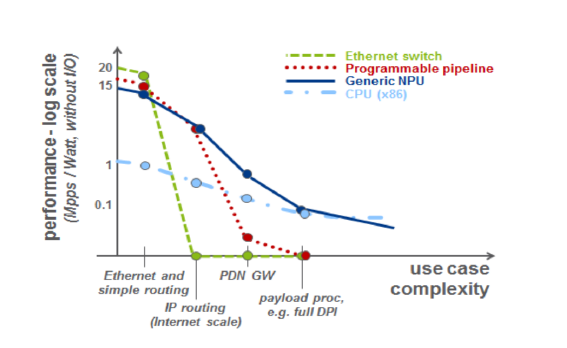 performance - log scale
(Mpps / Watt, without I/O)
20
15
1
0.1
Ethernet switch
Programmable pipeline
Generic NPU
CPU (x86)
Ethernet and
simple routing
IP routing
(Internet scale)
PDN GW
payload proc,
e.g. full DPI
use case
complexity